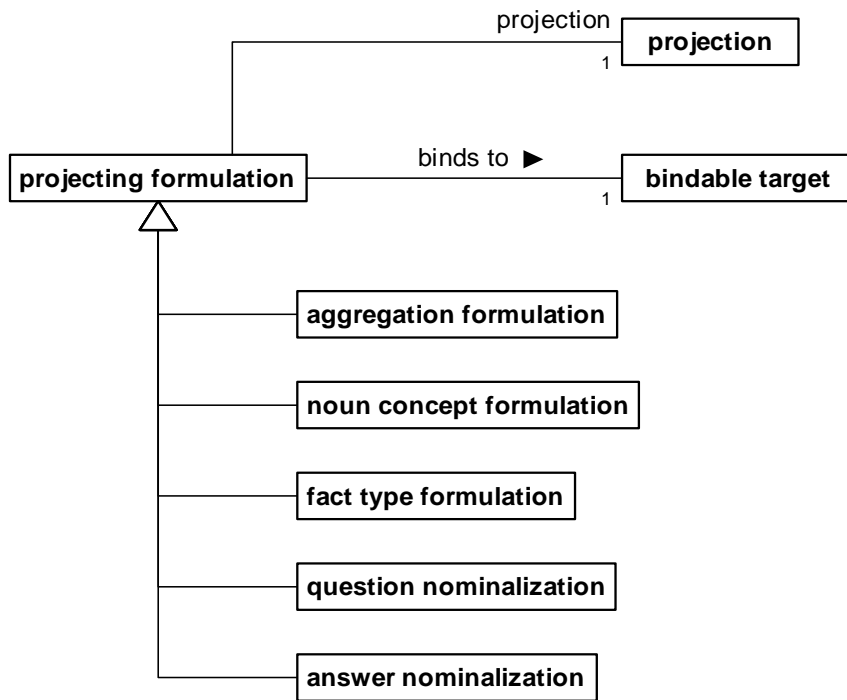 projection
projection
1
projecting formulation
binds to ►
bindable target
1
aggregation formulation
noun concept formulation
fact type formulation
question nominalization
answer nominalization